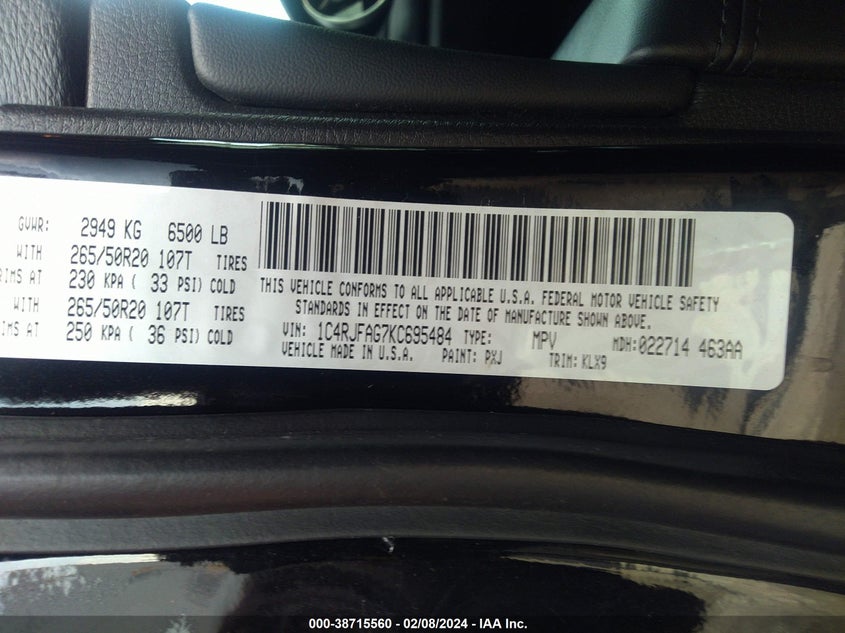 GVWR: 2949 KG 6500 LB
WITH 265/50R20 107T TIRES
RIMS AT 230 KPA ( 33 PSI) COLD
WITH 265/50R20 107T TIRES
RIMS AT 250 KPA ( 36 PSI) COLD
THIS VEHICLE CONFORMS TO ALL APPLICABLE U.S.A. FEDERAL MOTOR VEHICLE SAFETY
STANDARDS IN EFFECT ON THE DATE OF MANUFACTURE SHOWN ABOVE.
VIN: 1C4RJFAG7KC695484 TYPE: MPV MDH:022714 463AA
VEHICLE MADE IN U.S.A. PAINT: PXJ TRIM: KLX9
000-38715560 - 02/08/2024 - IAA Inc.